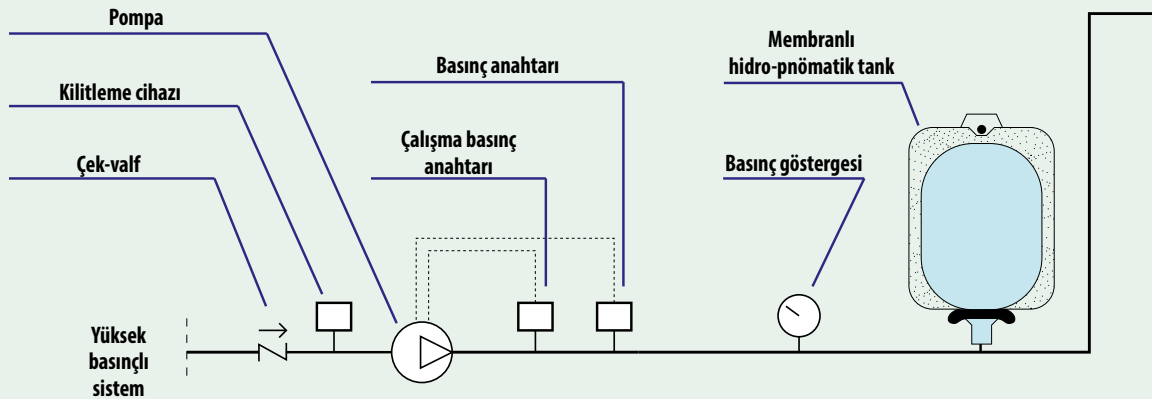 Pompa
Kilitleme cihazı
Çek-valf
Basınç anahtarı
Çalışma basınç
anahtarı
Membranlı
hidro-pnömatik tank
Basınç göstergesi
Yüksek
basınçlı
sistem